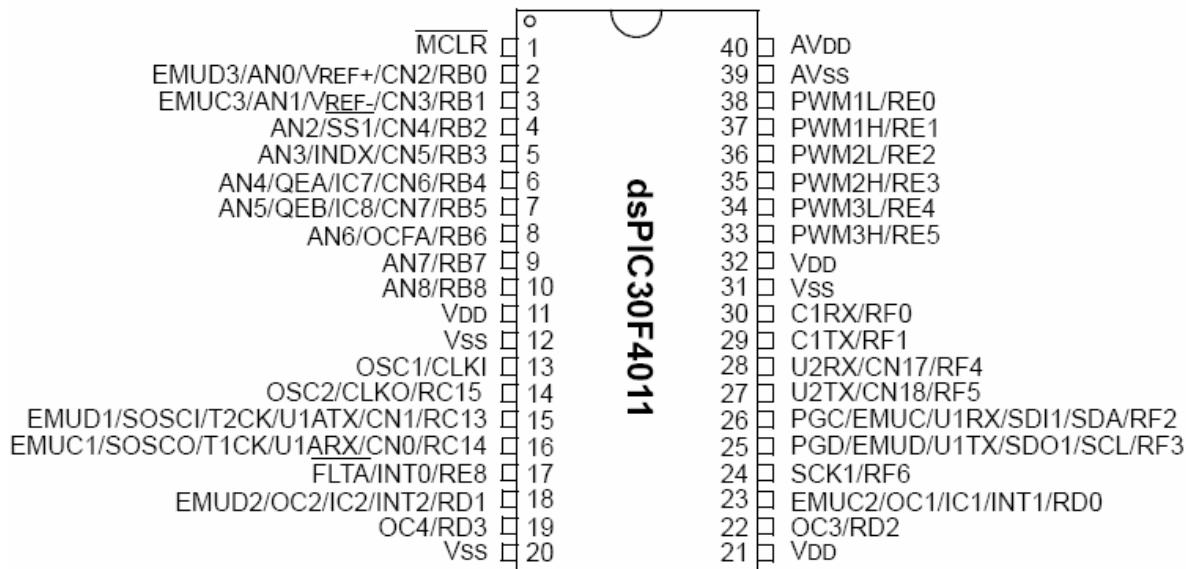 MCLR 1
EMUD3/AN0/VREF+/CN2/RB0 2
EMUC3/AN1/VREF-/CN3/RB1 3
AN2/SS1/CN4/RB2 4
AN3/INDX/CN5/RB3 5
AN4/QEA/IC7/CN6/RB4 6
AN5/QEB/IC8/CN7/RB5 7
AN6/OCFA/RB6 8
AN7/RB7 9
AN8/RB8 10
VDD 11
VSS 12
OSC1/CLKI 13
OSC2/CLKO/RC15 14
EMUD1/SOSCI/T2CK/U1ATX/CN1/RC13 15
EMUC1/SOSCO/T1CK/U1ARX/CN0/RC14 16
FLTA/INT0/RE8 17
EMUD2/OC2/IC2/INT2/RD1 18
OC4/RD3 19
VSS 20
dsPIC30F4011
40 AVDD
39 AVSS
38 PWM1L/RE0
37 PWM1H/RE1
36 PWM2L/RE2
35 PWM2H/RE3
34 PWM3L/RE4
33 PWM3H/RE5
32 VDD
31 VSS
30 C1RX/RF0
29 C1TX/RF1
28 U2RX/CN17/RF4
27 U2TX/CN18/RF5
26 PGC/EMUC/U1RX/SDI1/SDA/RF2
25 PGD/EMUD/U1TX/SDO1/SCL/RF3
24 SCK1/RF6
23 EMUC2/OC1/IC1/INT1/RD0
22 OC3/RD2
21 VDD